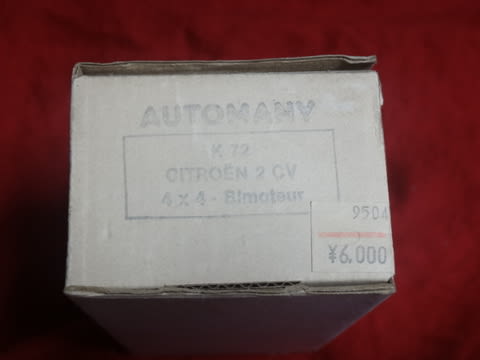 AUTOMANY
K 72
CITROËN 2 CV
4 x 4 - Bimoteur
9504
¥6,000